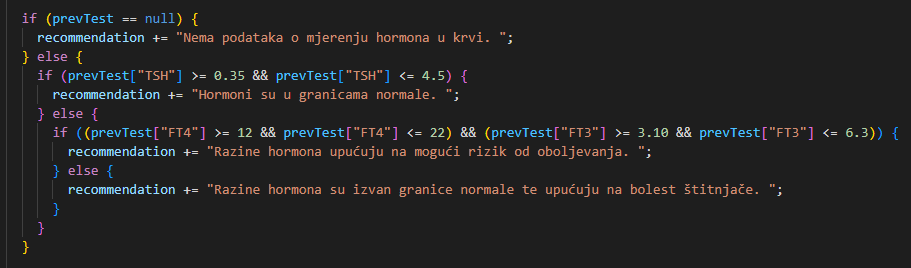 if (prevTest == null) {
recommendation += "Nema podataka o mjerenju hormona u krvi. ";
} else {
if (prevTest["TSH"] >= 0.35 && prevTest["TSH"] <= 4.5) {
recommendation += "Hormoni su u granicama normale. ";
} else {
if ((prevTest["FT4"] >= 12 && prevTest["FT4"] <= 22) && (prevTest["FT3"] >= 3.10 && prevTest["FT3"] <= 6.3)) {
recommendation += "Razine hormona upućuju na mogući rizik od oboljevanja. ";
} else {
recommendation += "Razine hormona su izvan granice normale te upućuju na bolest štitnjače. ";
}
}
}